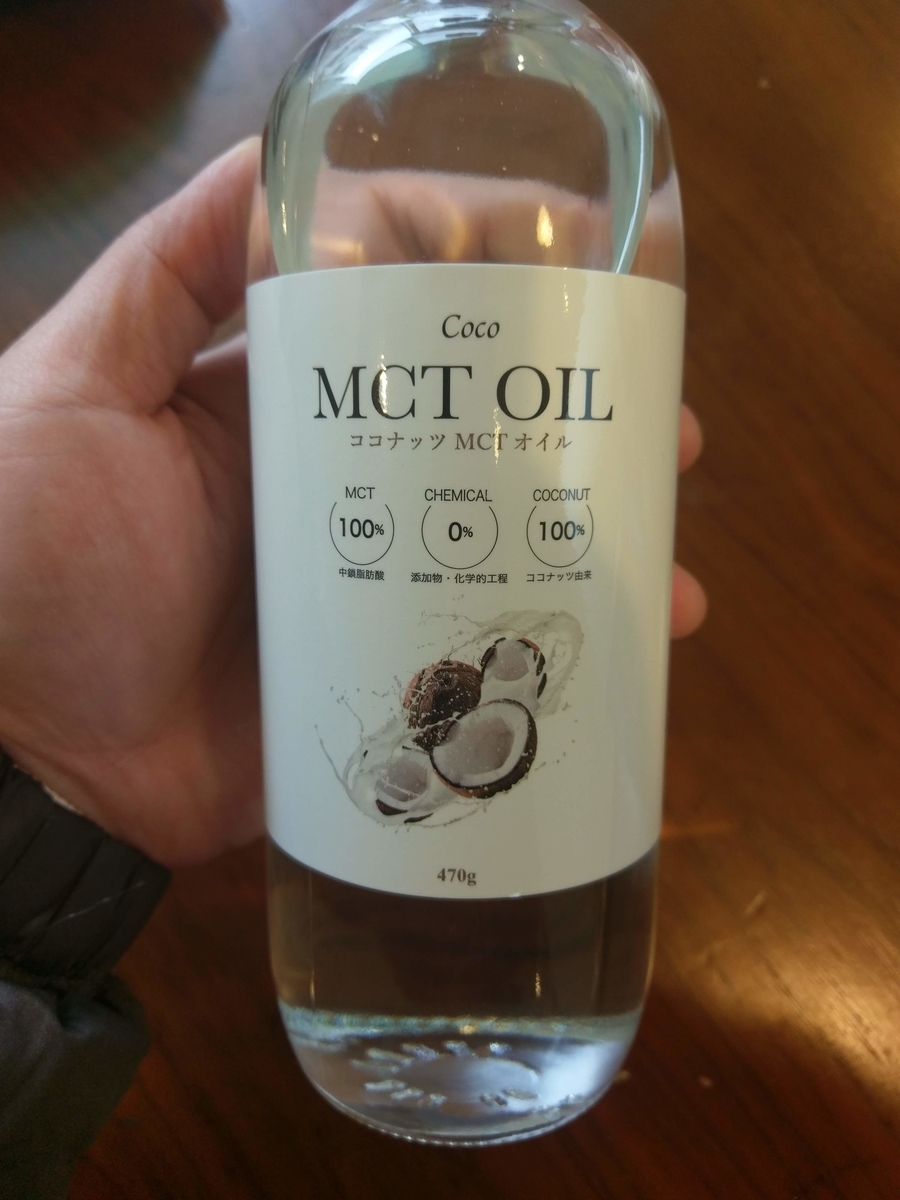 Coco
MCT OIL
ココナッツ MCT オイル
MCT CHEMICAL COCONUT
100% 0% 100%
中鎖脂肪酸 添加物・化学的工程 ココナッツ由来
470g